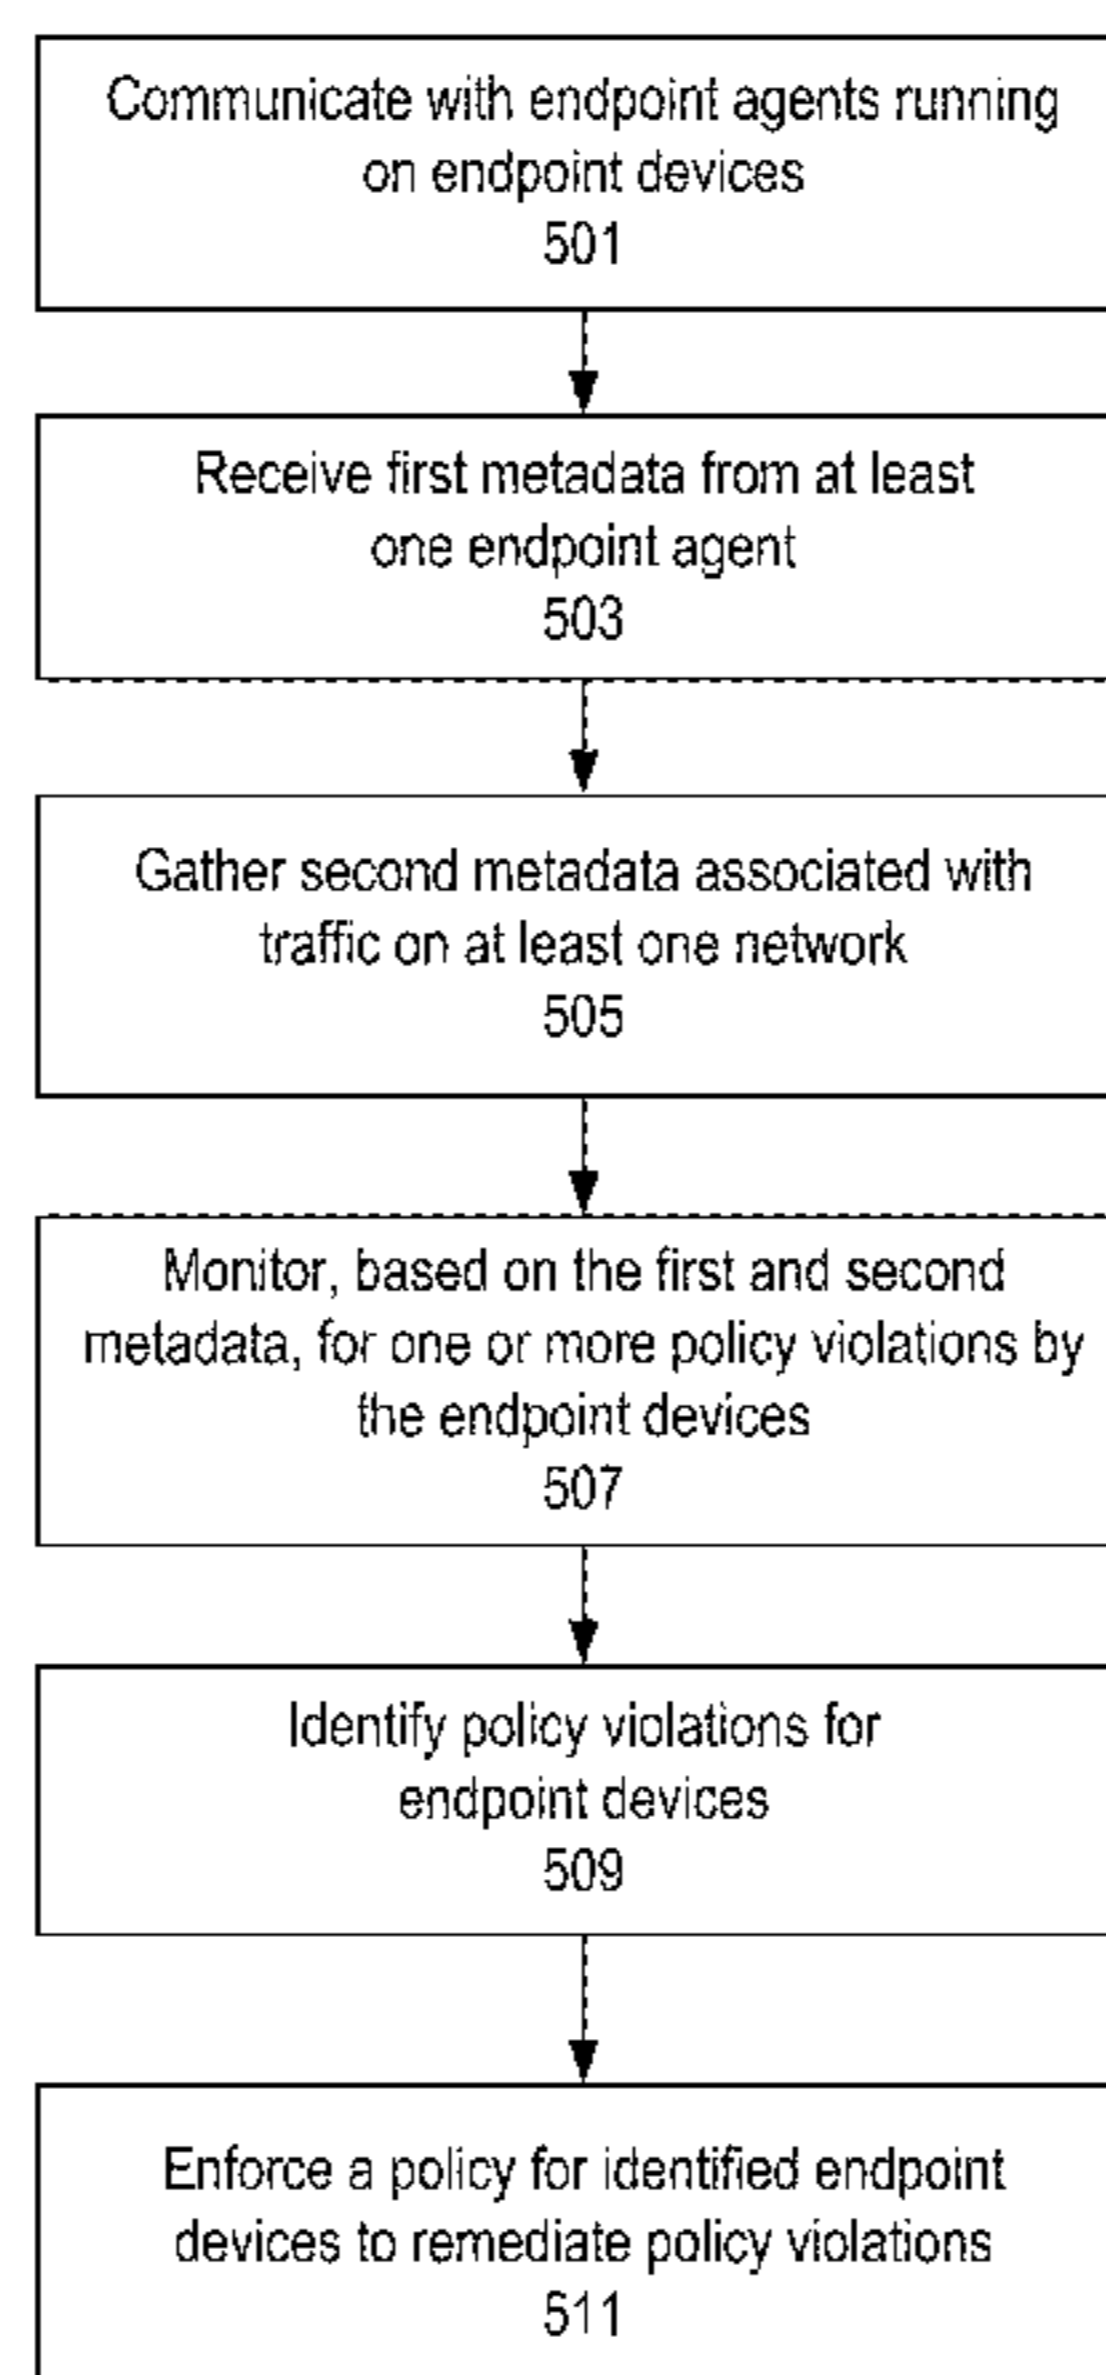 Communicate with endpoint agents running
on endpoint devices
501
Receive first metadata from at least
one endpoint agent
503
Gather second metadata associated with
traffic on at least one network
505
Monitor, based on the first and second
metadata, for one or more policy violations by
the endpoint devices
507
Identify policy violations for
endpoint devices
509
Enforce a policy for identified endpoint
devices to remediate policy violations
511